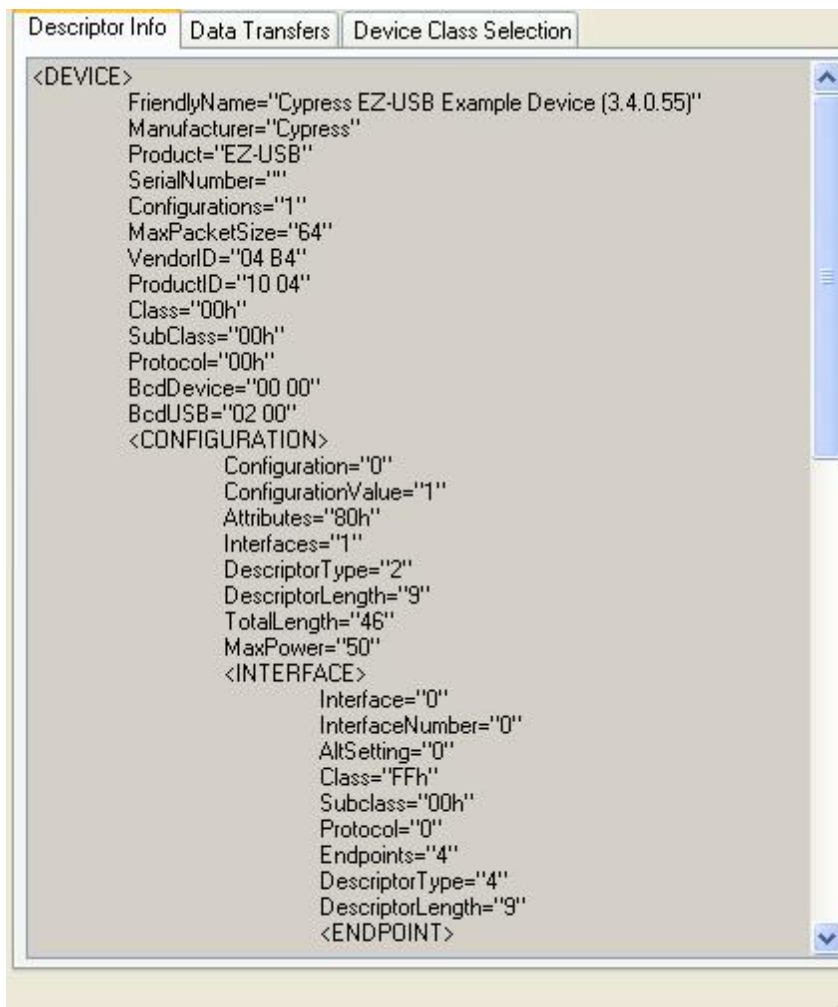 Descriptor Info Data Transfers Device Class Selection
<DEVICE>
FriendlyName="Cypress EZ-USB Example Device (3.4.0.55)"
Manufacturer="Cypress"
Product="EZ-USB"
SerialNumber=""
Configurations="1"
MaxPacketSize="64"
VendorID="04 B4"
ProductID="10 04"
Class="00h"
SubClass="00h"
Protocol="00h"
BcdDevice="00 00"
BcdUSB="02 00"
<CONFIGURATION>
Configuration="0"
ConfigurationValue="1"
Attributes="80h"
Interfaces="1"
DescriptorType="2"
DescriptorLength="9"
TotalLength="46"
MaxPower="50"
<INTERFACE>
Interface="0"
InterfaceNumber="0"
AltSetting="0"
Class="FFh"
Subclass="00h"
Protocol="0"
Endpoints="4"
DescriptorType="4"
DescriptorLength="9"
<ENDPOINT>